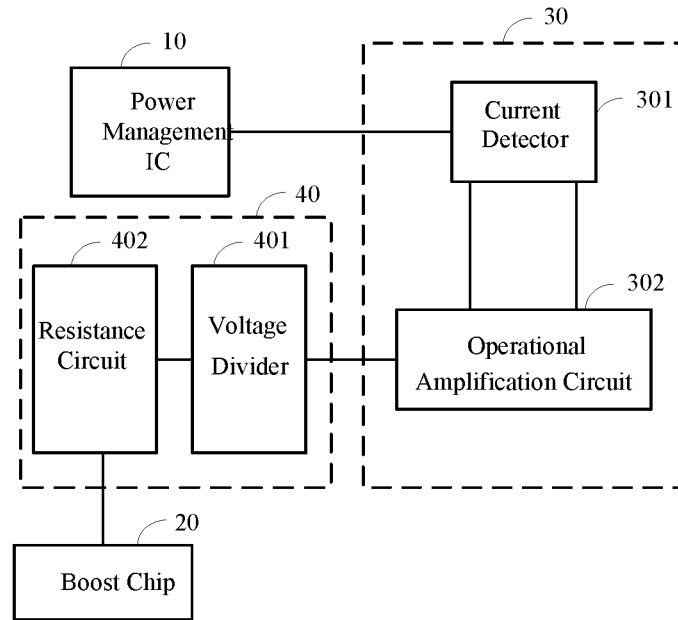 10
Power
Management
IC
30
Current
Detector
301
40
402
Resistance
Circuit
401
Voltage
Divider
302
Operational
Amplification Circuit
20
Boost Chip